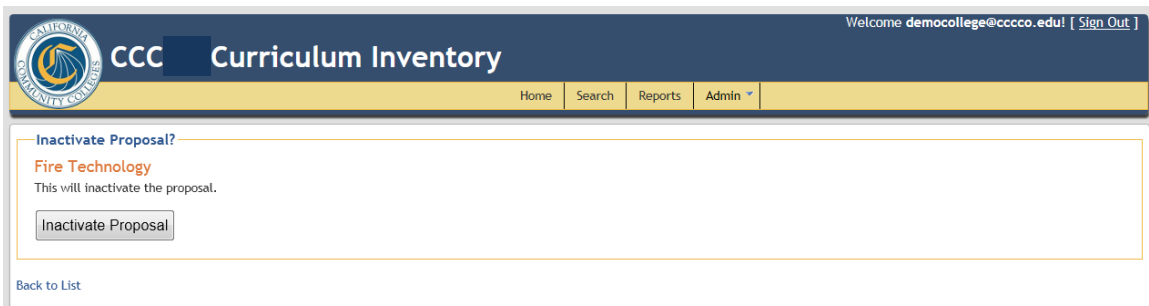 Welcome democollege@cccco.edu! [ Sign Out ]
CALIFORNIA
COMMUNITY COLLEGES
CCC Curriculum Inventory
Home Search Reports Admin
Inactivate Proposal?
Fire Technology
This will inactivate the proposal.
Inactivate Proposal
Back to List